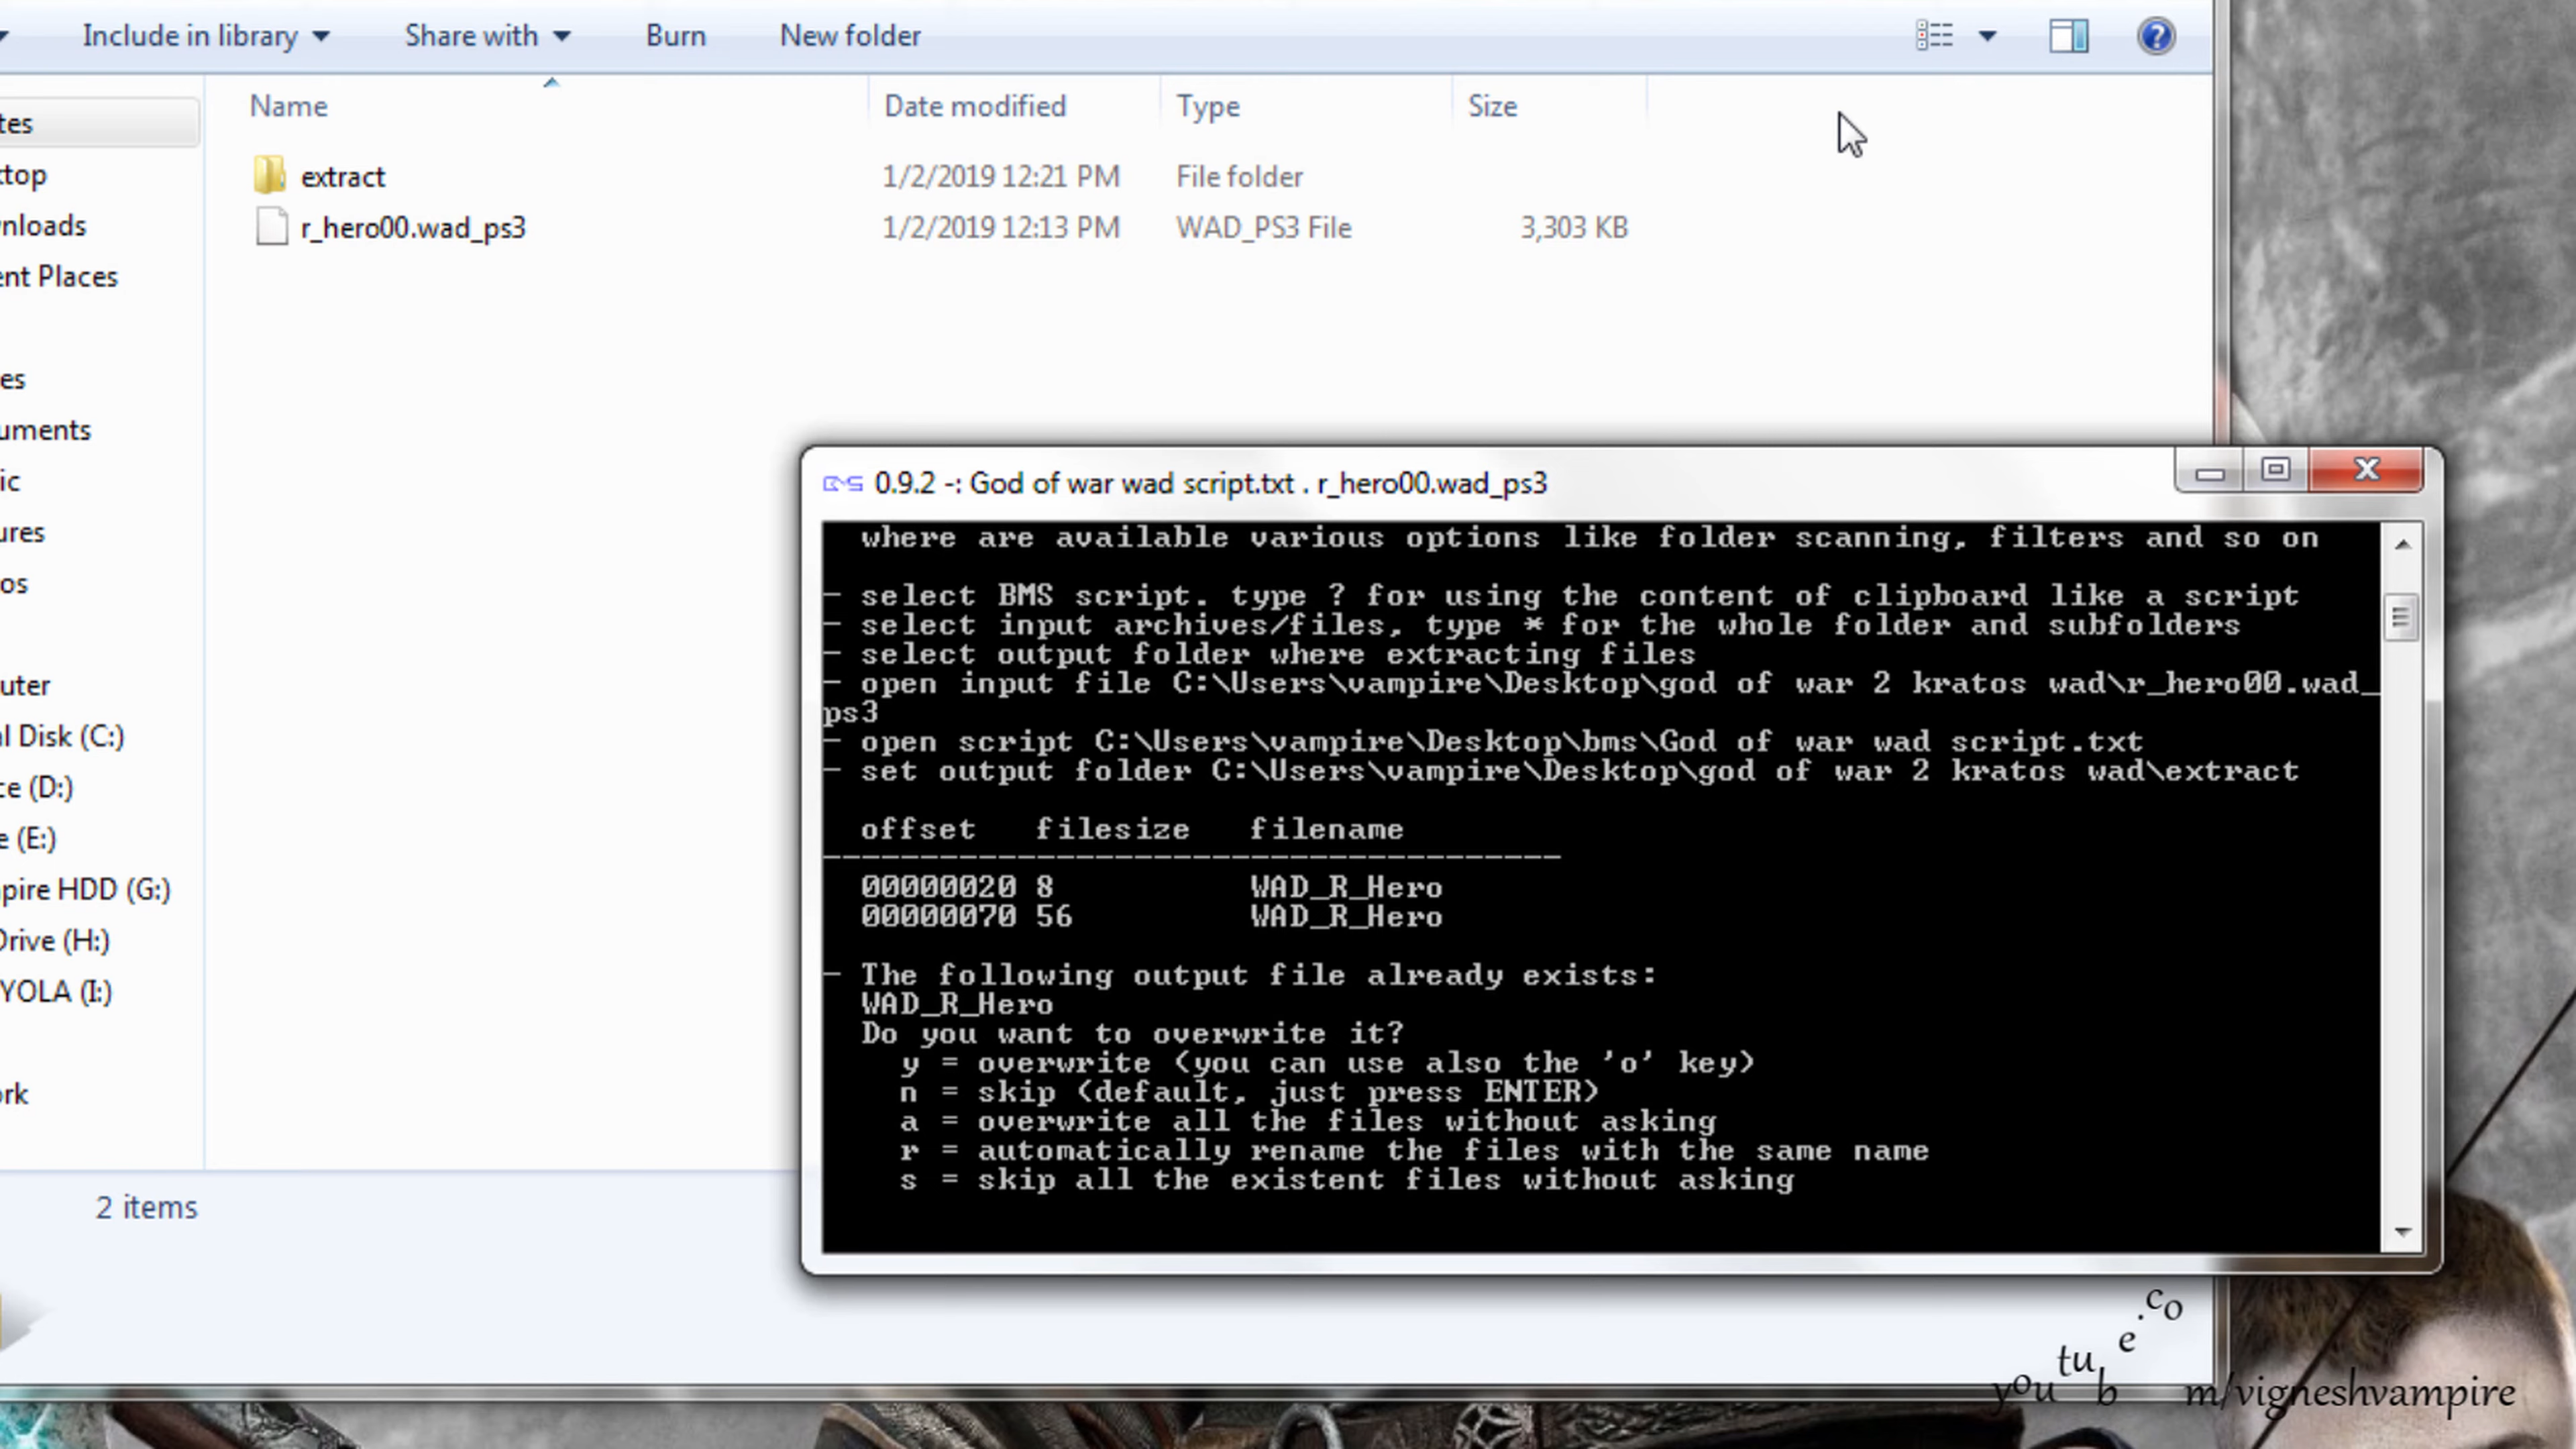 Include in library Share with Burn New folder
Name Date modified Type Size
tes
extract 1/2/2019 12:21 PM File folder
top
r_hero00.wad_ps3 1/2/2019 12:13 PM WAD_PS3 File 3,303 KB
nloads
ent Places
es
uments
ic
ures
os
uter
l Disk (C:)
ce (D:)
e (E:)
pire HDD (G:)
Drive (H:)
YOLA (I:)
rk
2 items
0.9.2 -: God of war wad script.txt . r_hero00.wad_ps3
where are available various options like folder scanning, filters and so on
- select BMS script. type ? for using the content of clipboard like a script
- select input archives/files, type * for the whole folder and subfolders
- select output folder where extracting files
- open input file C:\Users\vampire\Desktop\god of war 2 kratos wad\r_hero00.wad_
ps3
- open script C:\Users\vampire\Desktop\bms\God of war wad script.txt
- set output folder C:\Users\vampire\Desktop\god of war 2 kratos wad\extract
offset filesize filename
--------------------------------------
00000020 8 WAD_R_Hero
00000070 56 WAD_R_Hero
- The following output file already exists:
WAD_R_Hero
Do you want to overwrite it?
y = overwrite (you can use also the 'o' key)
n = skip (default, just press ENTER)
a = overwrite all the files without asking
r = automatically rename the files with the same name
s = skip all the existent files without asking
youtube.com/vigneshvampire